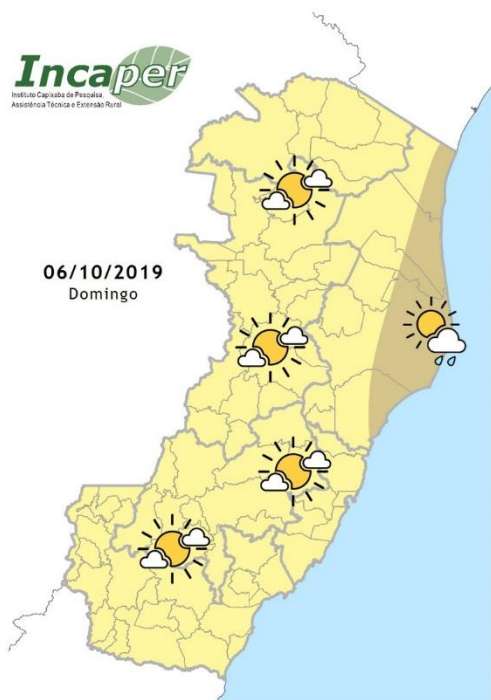 Incaper
Instituto Capixaba de Pesquisa,
Assistência Técnica e Extensão Rural
06/10/2019
Domingo